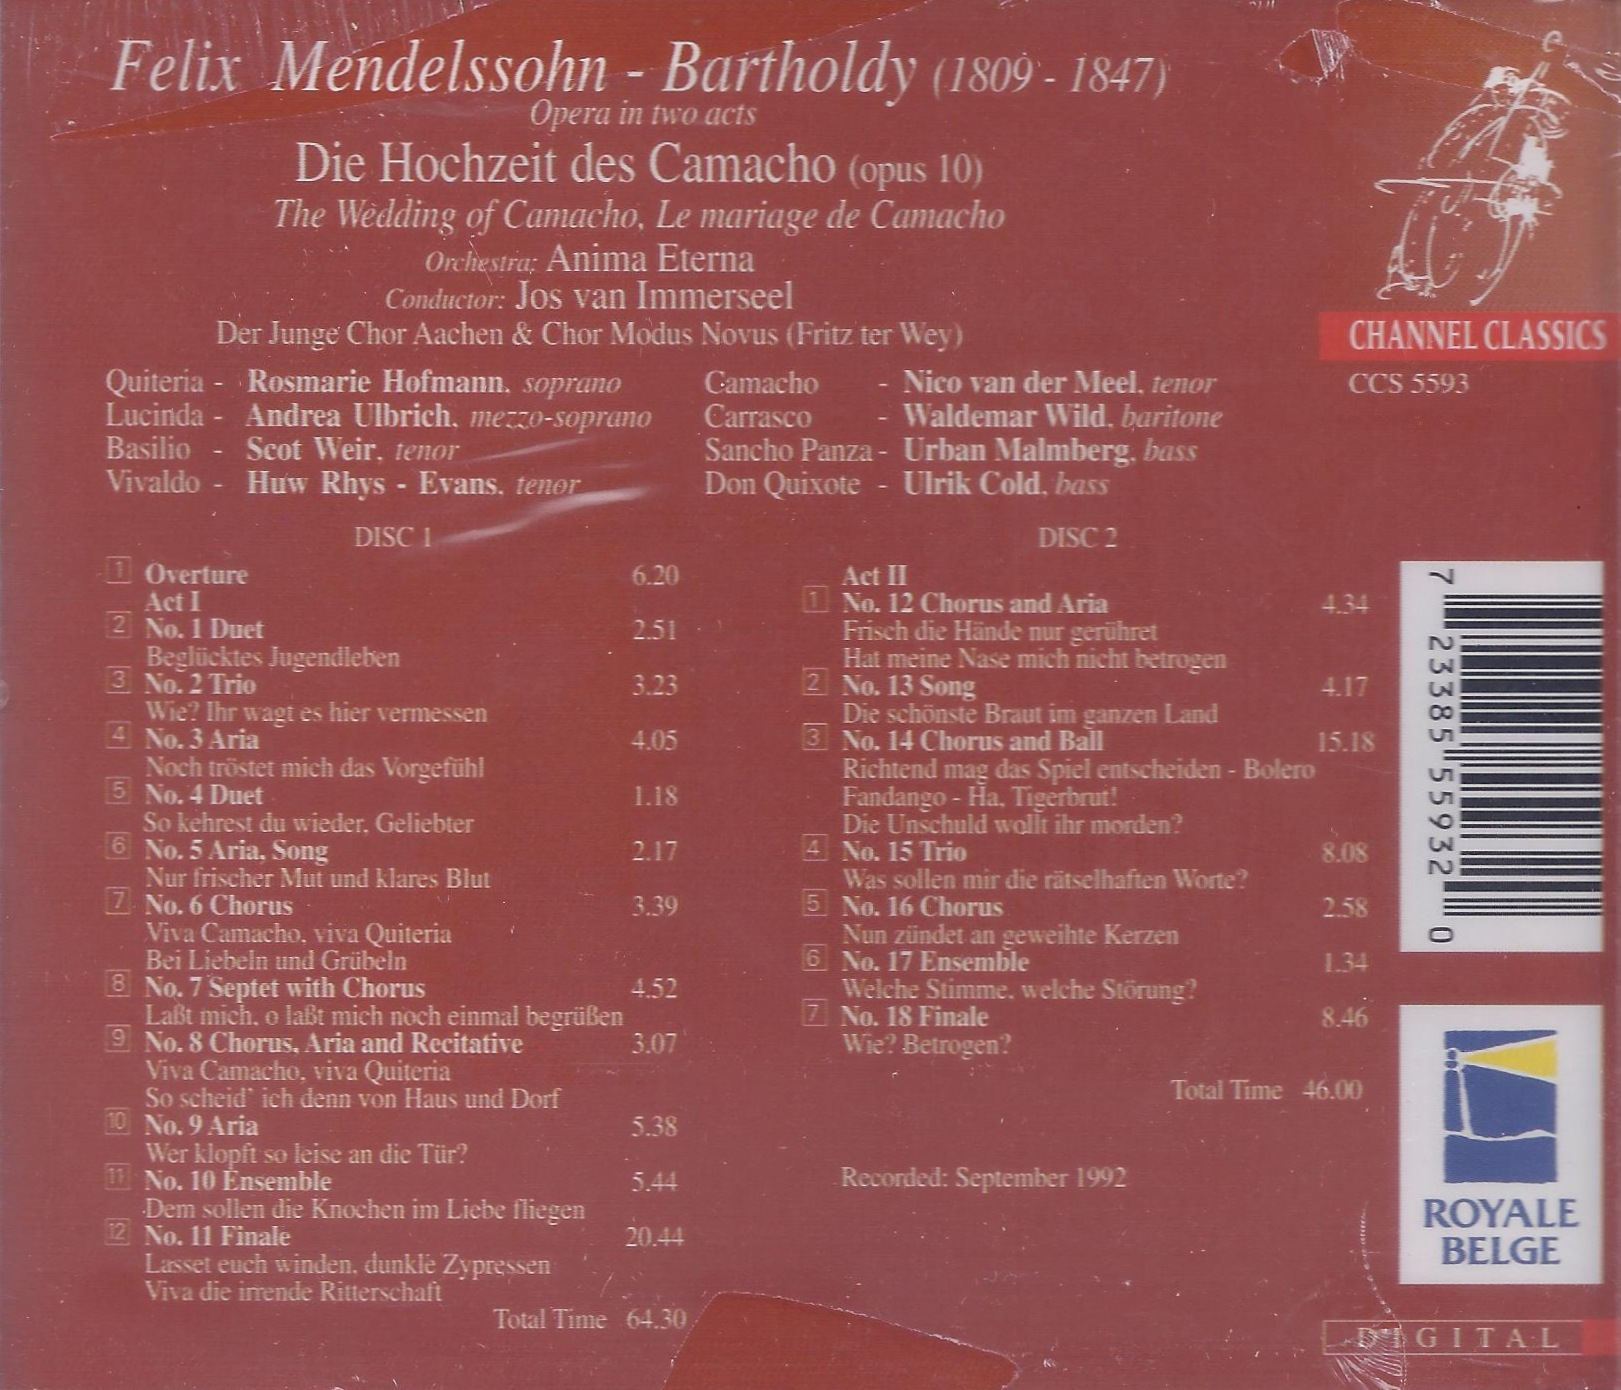 Felix Mendelssohn - Bartholdy (1809 - 1847)
Opera in two acts
Die Hochzeit des Camacho (opus 10)
The Wedding of Camacho, Le mariage de Camacho
Orchestra: Anima Eterna
Conductor: Jos van Immerseel
Der Junge Chor Aachen & Chor Modus Novus (Fritz ter Wey)
CHANNEL CLASSICS
CCS 5593
Quiteria - Rosmarie Hofmann, soprano
Lucinda - Andrea Ulbrich, mezzo-soprano
Basilio - Scot Weir, tenor
Vivaldo - Huw Rhys - Evans, tenor
Camacho - Nico van der Meel, tenor
Carrasco - Waldemar Wild, baritone
Sancho Panza - Urban Malmberg, bass
Don Quixote - Ulrik Cold, bass
DISC 1
1 Overture 6.20
Act I
2 No. 1 Duet 2.51
Beglücktes Jugendleben
3 No. 2 Trio 3.23
Wie? Ihr wagt es hier vermessen
4 No. 3 Aria 4.05
Noch tröstet mich das Vorgefühl
5 No. 4 Duet 1.18
So kehrest du wieder, Geliebter
6 No. 5 Aria, Song 2.17
Nur frischer Mut und klares Blut
7 No. 6 Chorus 3.39
Viva Camacho, viva Quiteria
Bei Liebeln und Grübeln
8 No. 7 Septet with Chorus 4.52
Laßt mich, o laßt mich noch einmal begrüßen
9 No. 8 Chorus, Aria and Recitative 3.07
Viva Camacho, viva Quiteria
So scheid' ich denn von Haus und Dorf
10 No. 9 Aria 5.38
Wer klopft so leise an die Tür?
11 No. 10 Ensemble 5.44
Dem sollen die Knochen im Liebe fliegen
12 No. 11 Finale 20.44
Lasset euch winden, dunkle Zypressen
Viva die irrende Ritterschaft
Total Time 64.30
DISC 2
Act II
1 No. 12 Chorus and Aria 4.34
Frisch die Hände nur gerühret
Hat meine Nase mich nicht betrogen
2 No. 13 Song 4.17
Die schönste Braut im ganzen Land
3 No. 14 Chorus and Ball 15.18
Richtend mag das Spiel entscheiden - Bolero
Fandango - Ha, Tigerbrut!
Die Unschuld wollt ihr morden?
4 No. 15 Trio 8.08
Was sollen mir die rätselhaften Worte?
5 No. 16 Chorus 2.58
Nun zündet an geweihte Kerzen
6 No. 17 Ensemble 1.34
Welche Stimme, welche Störung?
7 No. 18 Finale 8.46
Wie? Betrogen?
Total Time 46.00
Recorded: September 1992
7 23385 55932 0
ROYALE
BELGE
DIGITAL